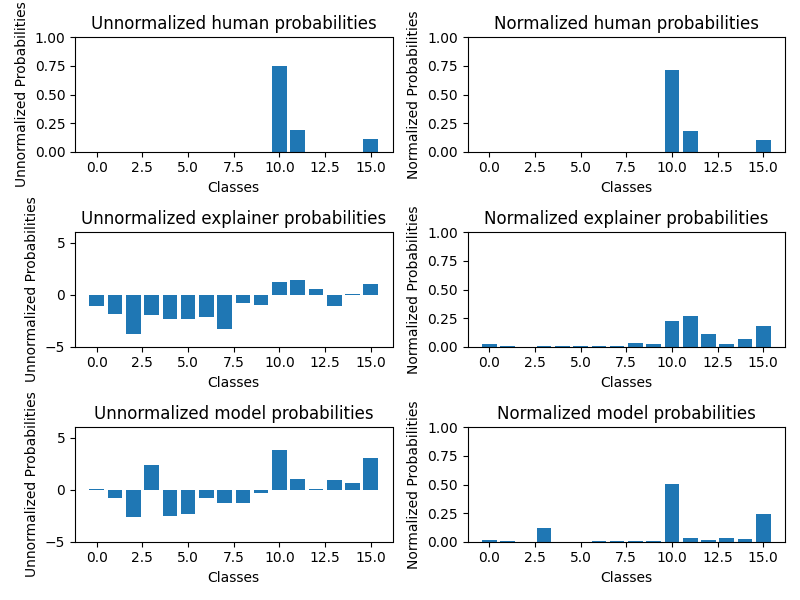 Unnormalized human probabilities
Unnormalized Probabilities
1.00
0.75
0.50
0.25
0.00
0.0 2.5 5.0 7.5 10.0 12.5 15.0
Classes
Normalized human probabilities
Normalized Probabilities
1.00
0.75
0.50
0.25
0.00
0.0 2.5 5.0 7.5 10.0 12.5 15.0
Classes
Unnormalized explainer probabilities
Unnormalized Probabilities
5
0
−5
0.0 2.5 5.0 7.5 10.0 12.5 15.0
Classes
Normalized explainer probabilities
Normalized Probabilities
1.00
0.75
0.50
0.25
0.00
0.0 2.5 5.0 7.5 10.0 12.5 15.0
Classes
Unnormalized model probabilities
Unnormalized Probabilities
5
0
−5
0.0 2.5 5.0 7.5 10.0 12.5 15.0
Classes
Normalized model probabilities
Normalized Probabilities
1.00
0.75
0.50
0.25
0.00
0.0 2.5 5.0 7.5 10.0 12.5 15.0
Classes